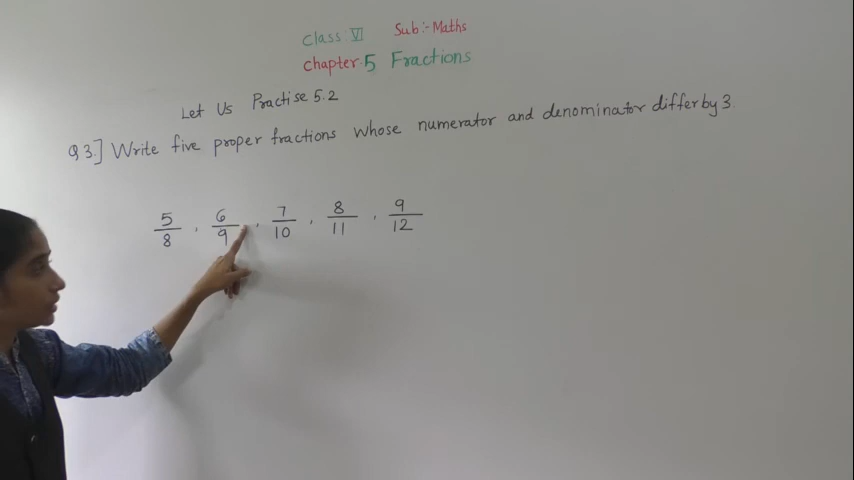 Class VI Sub:- Maths
Chapter. 5 Fractions
Let Us Practise 5.2
Q 3.] Write five proper fractions whose numerator and denominator differ by 3.
5/8 , 6/9 , 7/10 , 8/11 , 9/12